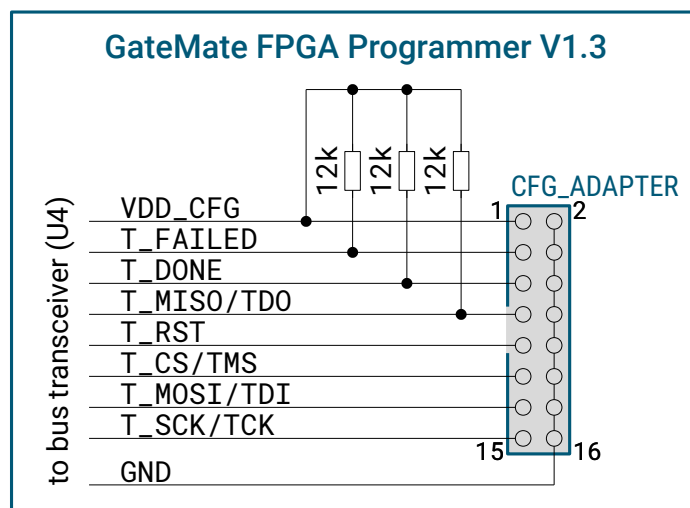 GateMate FPGA Programmer V1.3
12k 12k 12k
CFG_ADAPTER
VDD_CFG 1 2
T_FAILED
T_DONE
T_MISO/TDO
T_RST
T_CS/TMS
T_MOSI/TDI
T_SCK/TCK
15 16
GND
to bus transceiver (U4)